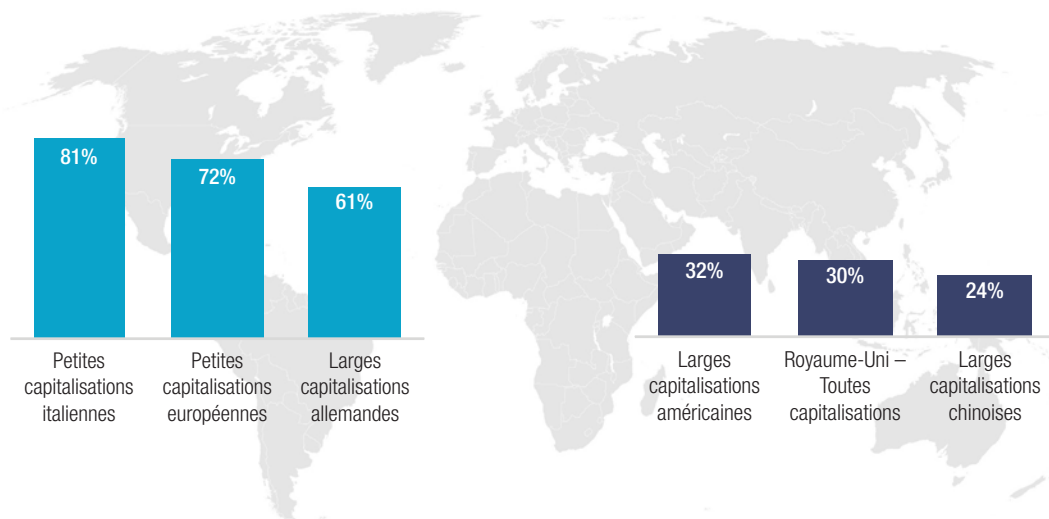 81%
72%
61%
Petites
capitalisations
italiennes
Petites
capitalisations
européennes
Larges
capitalisations
allemandes
32%
30%
24%
Larges
capitalisations
américaines
Royaume-Uni –
Toutes
capitalisations
Larges
capitalisations
chinoises